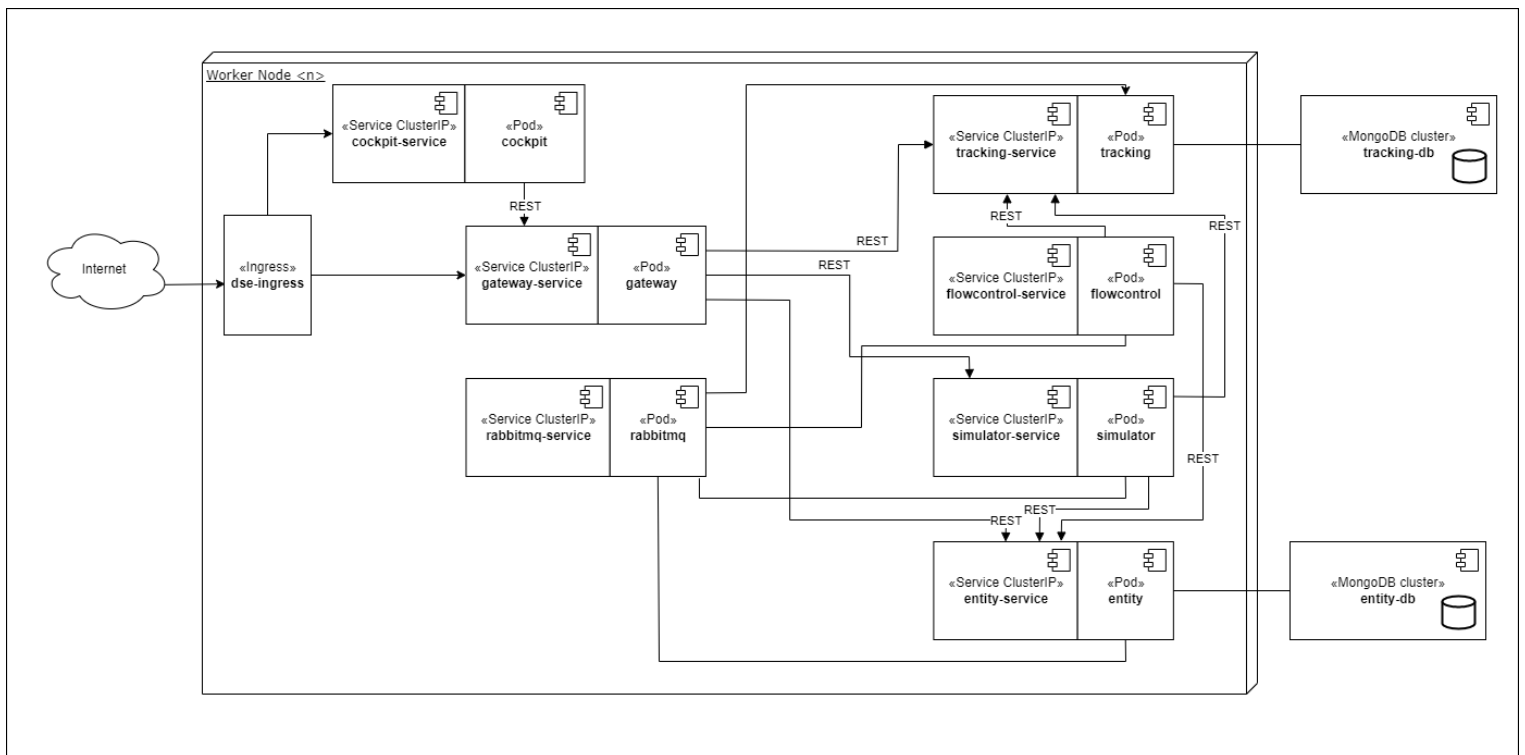 Worker Node <n>
«Service ClusterIP»
cockpit-service
«Pod»
cockpit
«Service ClusterIP»
tracking-service
«Pod»
tracking
«MongoDB cluster»
tracking-db
REST
REST
REST
REST
REST
Internet
«Ingress»
dse-ingress
«Service ClusterIP»
gateway-service
«Pod»
gateway
«Service ClusterIP»
flowcontrol-service
«Pod»
flowcontrol
«Service ClusterIP»
rabbitmq-service
«Pod»
rabbitmq
«Service ClusterIP»
simulator-service
«Pod»
simulator
REST
REST
REST
«Service ClusterIP»
entity-service
«Pod»
entity
«MongoDB cluster»
entity-db